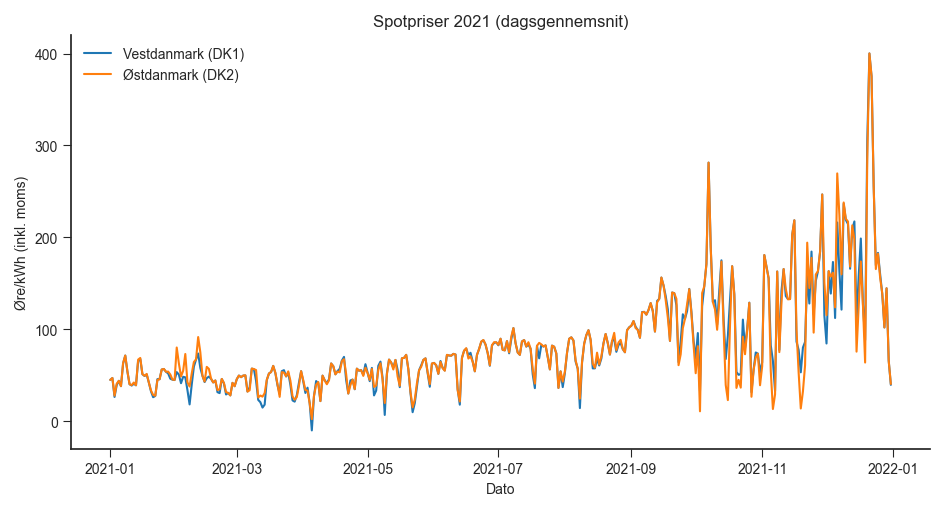 Spotpriser 2021 (dagsgennemsnit)
Vestdanmark (DK1)
Østdanmark (DK2)
Øre/kWh (inkl. moms)
400
300
200
100
0
2021-01
2021-03
2021-05
2021-07
2021-09
2021-11
2022-01
Dato